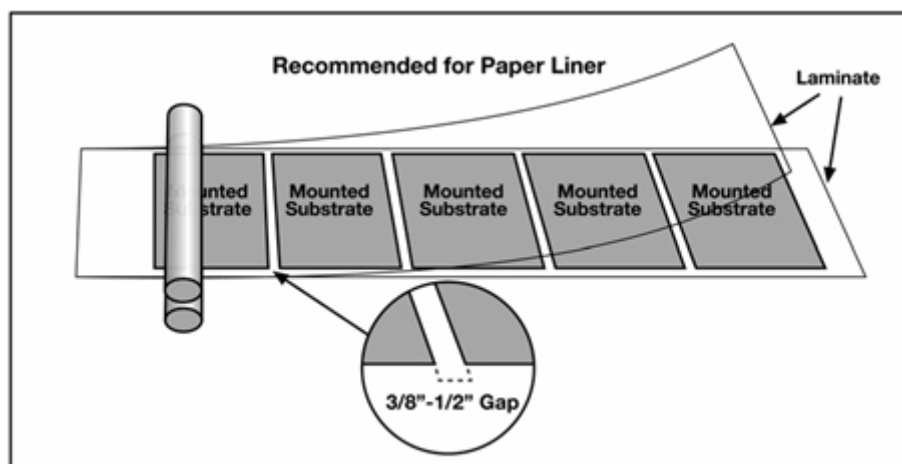 Recommended for Paper Liner
Laminate
Mounted
Substrate
Mounted
Substrate
Mounted
Substrate
Mounted
Substrate
Mounted
Substrate
3/8”-1/2” Gap